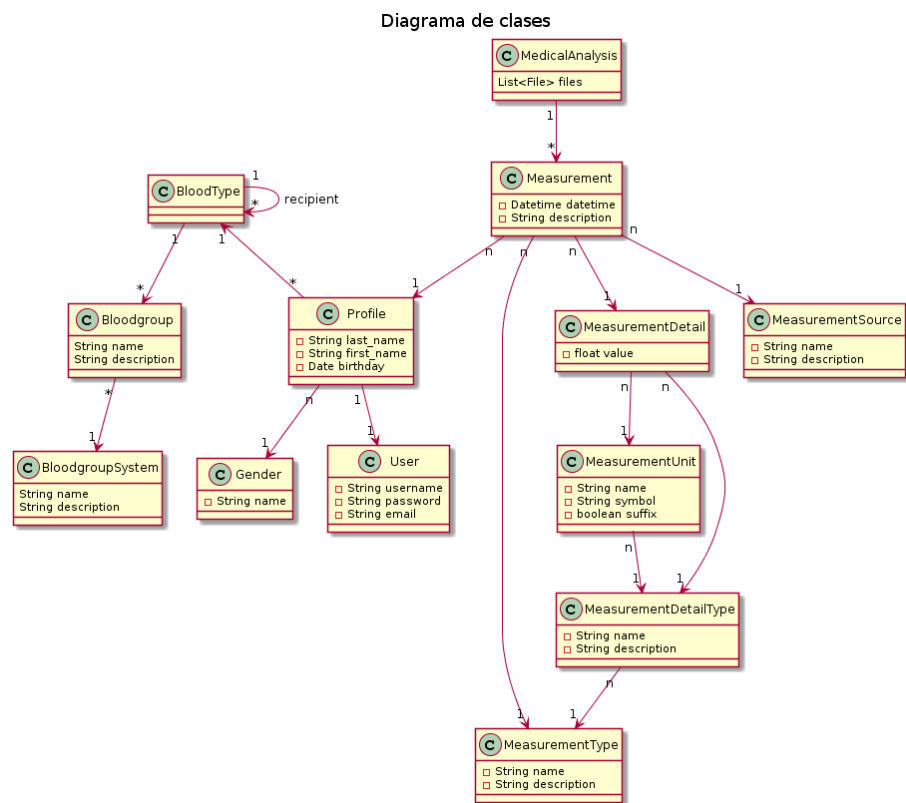 Diagrama de clases
C MedicalAnalysis
List<File> files
1
*
C Measurement
Datetime datetime
String description
C BloodType
1
*
recipient
1
*
1
*
n
1
n
1
n
1
n
1
C Bloodgroup
String name
String description
C Profile
String last_name
String first_name
Date birthday
C MeasurementDetail
float value
C MeasurementSource
String name
String description
*
1
n
1
1
1
n
1
n
1
C BloodgroupSystem
String name
String description
C Gender
String name
C User
String username
String password
String email
C MeasurementUnit
String name
String symbol
boolean suffix
n
1
C MeasurementDetailType
String name
String description
n
1
C MeasurementType
String name
String description